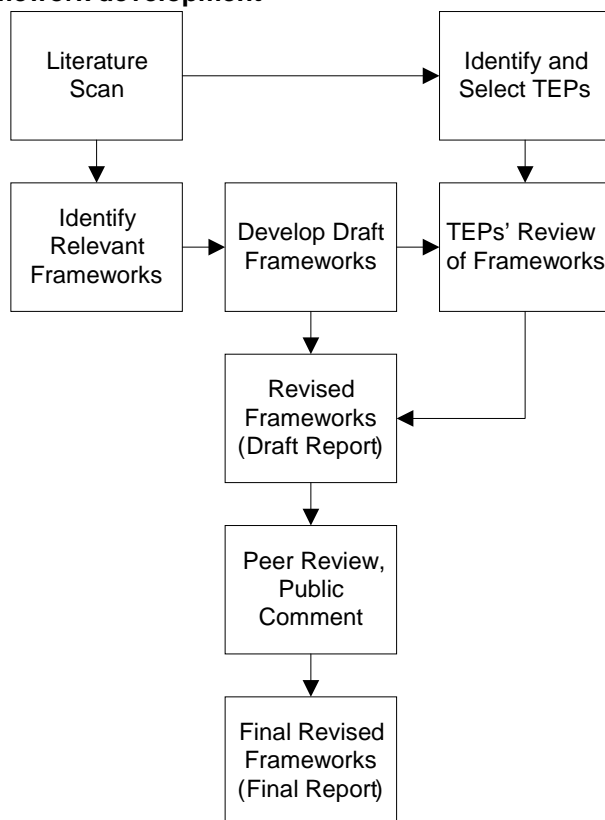 development
Literature
Scan
Identify and
Select TEPs
Identify
Relevant
Frameworks
Develop Draft
Frameworks
TEPs' Review
of Frameworks
Revised
Frameworks
(Draft Report)
Peer Review,
Public
Comment
Final Revised
Frameworks
(Final Report)